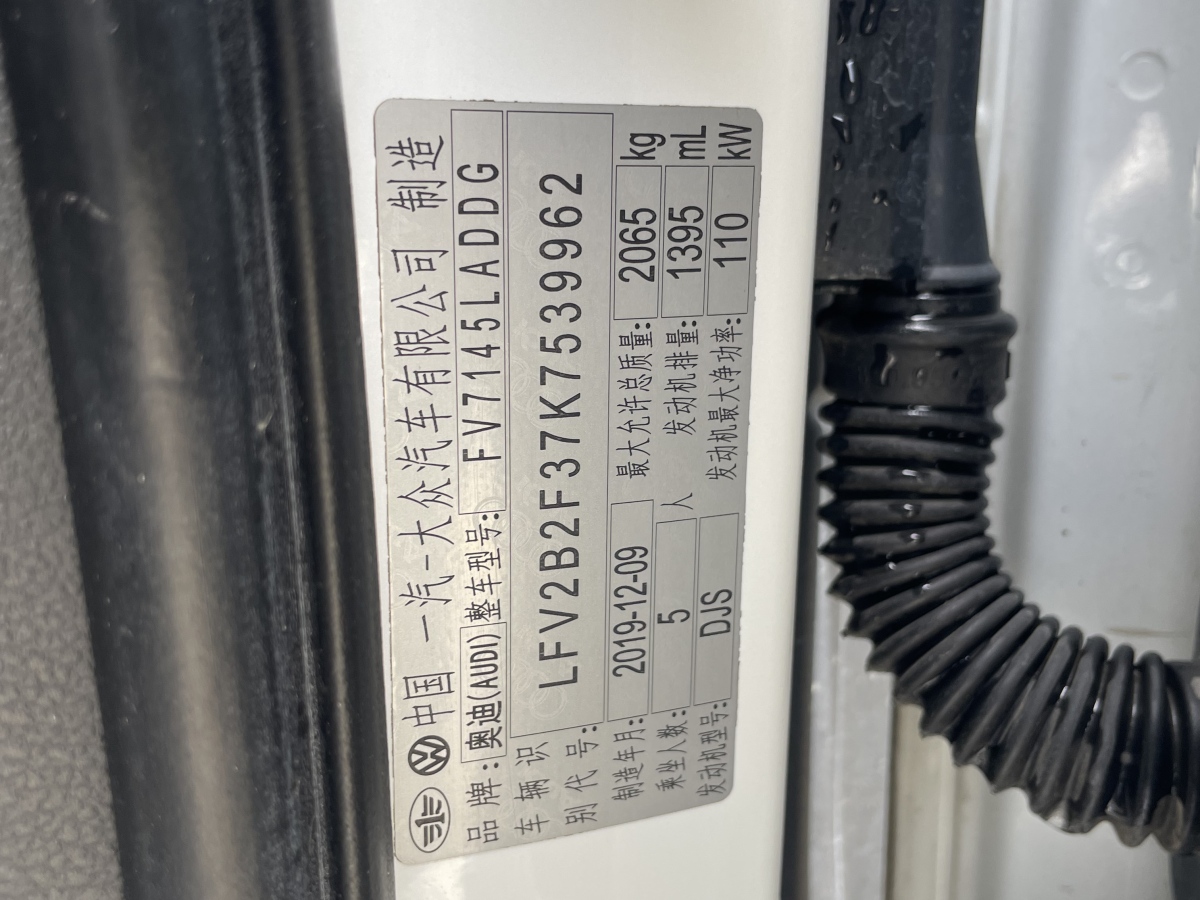 中国 一汽-大众汽车有限公司 制造
品牌: 奥迪(AUDI) 整车型号: FV7145LADDG
车辆识别代号: LFV2B2F37K7539962
制造年月: 2019-12-09 最大允许总质量: 2065 kg
乘坐人数: 5 人 发动机排量: 1395 mL
发动机型号: DJS 发动机最大净功率: 110 kW